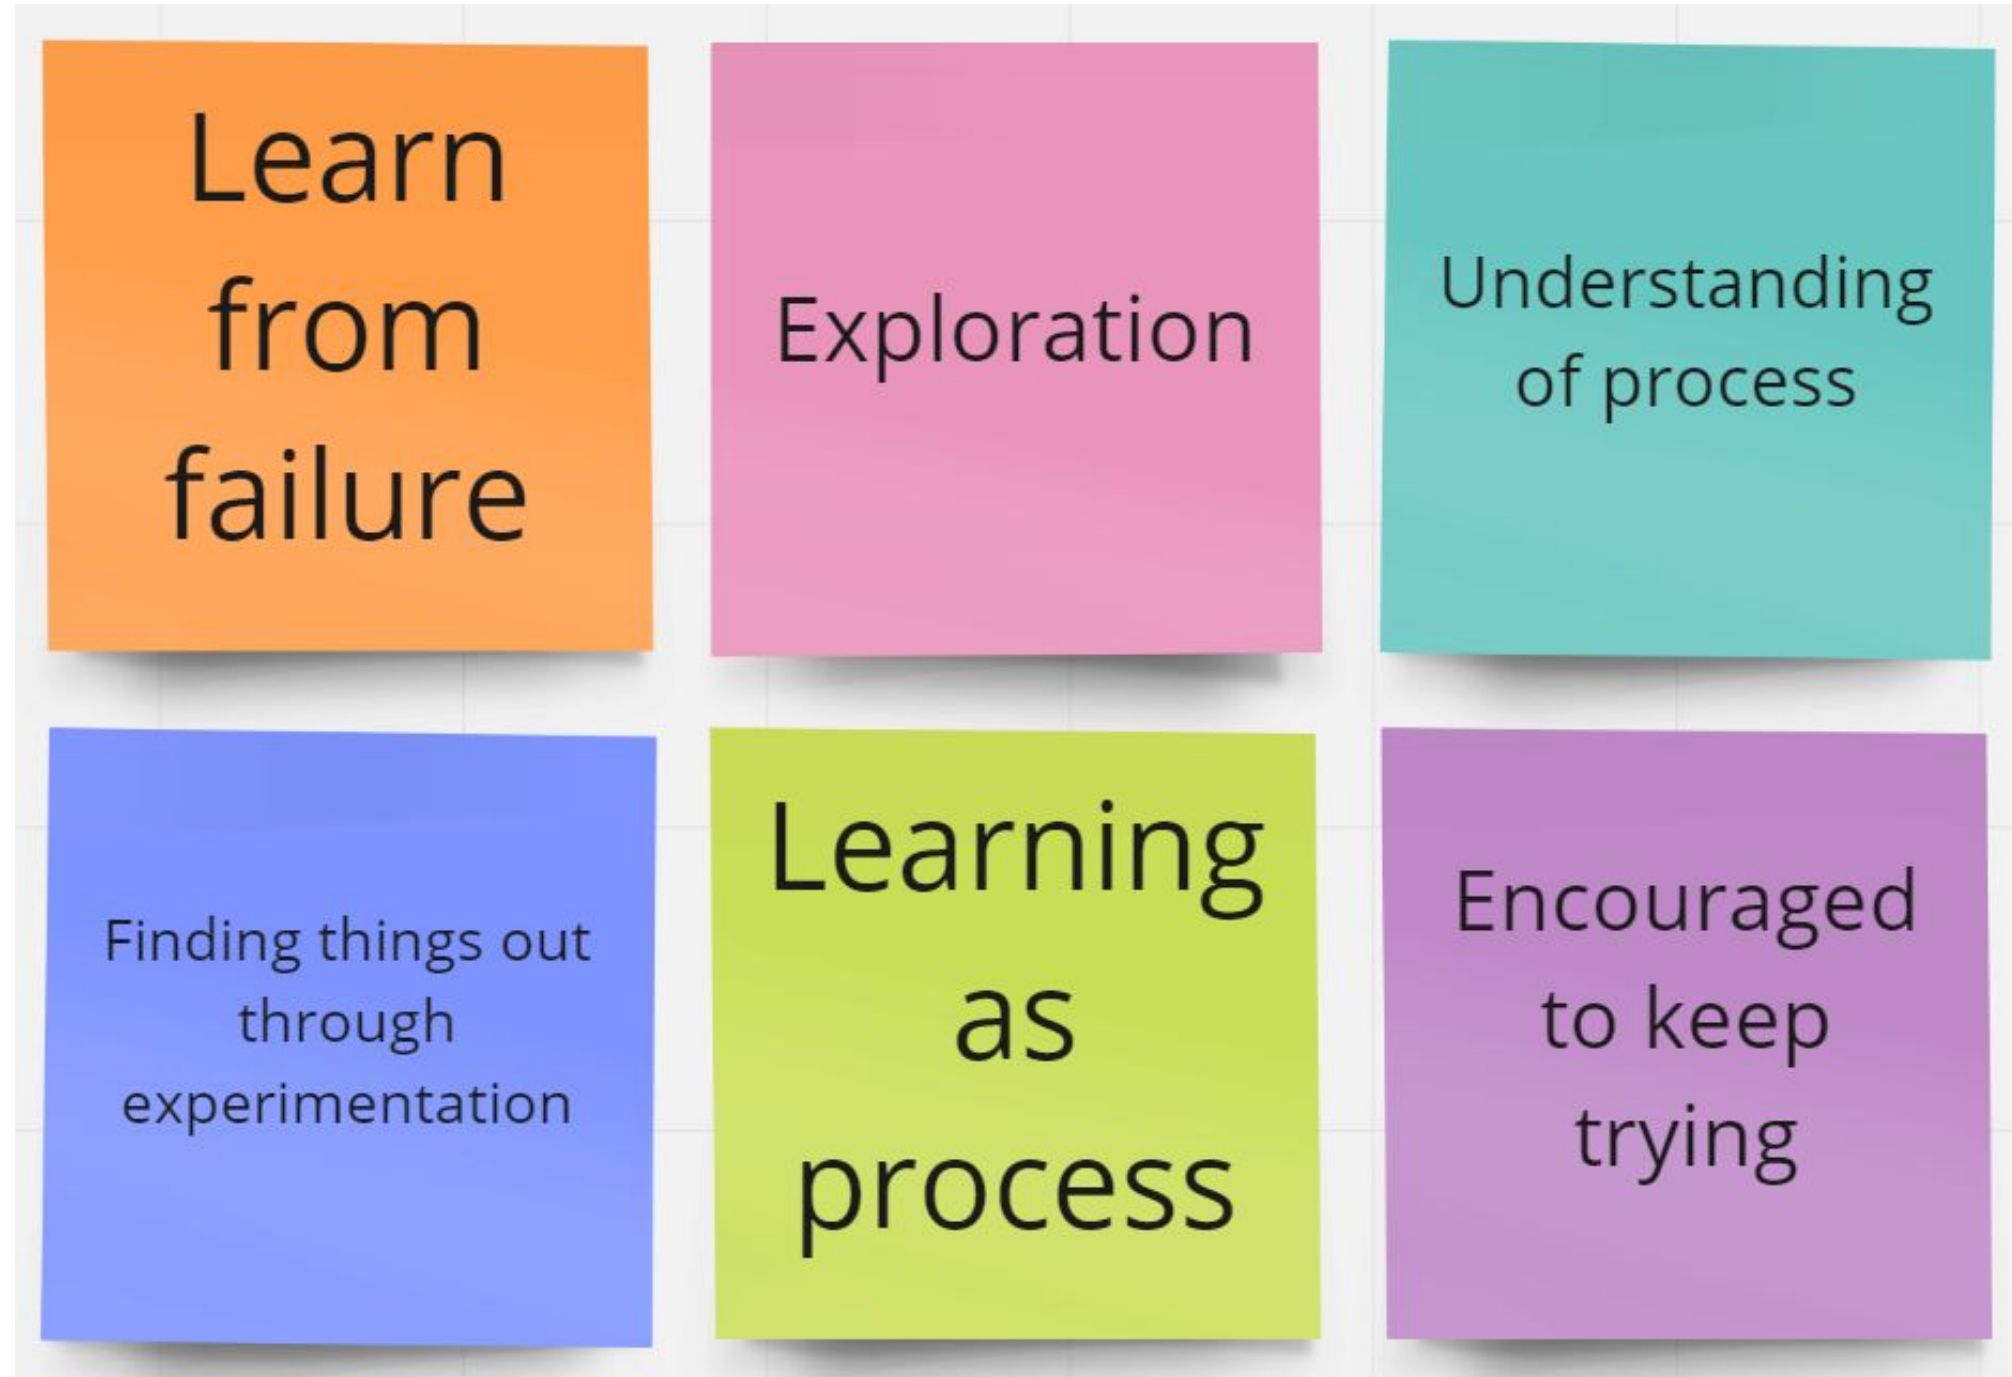 Learn
from
failure
Exploration
Understanding
of process
Finding things out
through
experimentation
Learning
as
process
Encouraged
to keep
trying